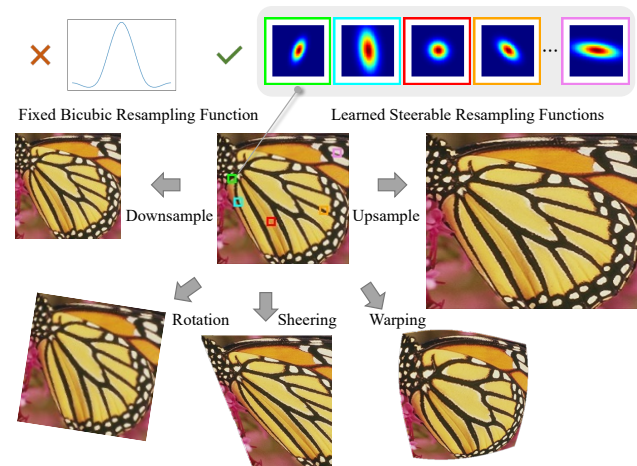 ...
Fixed Bicubic Resampling Function
Learned Steerable Resampling Functions
Downsample
Upsample
Rotation
Sheering
Warping